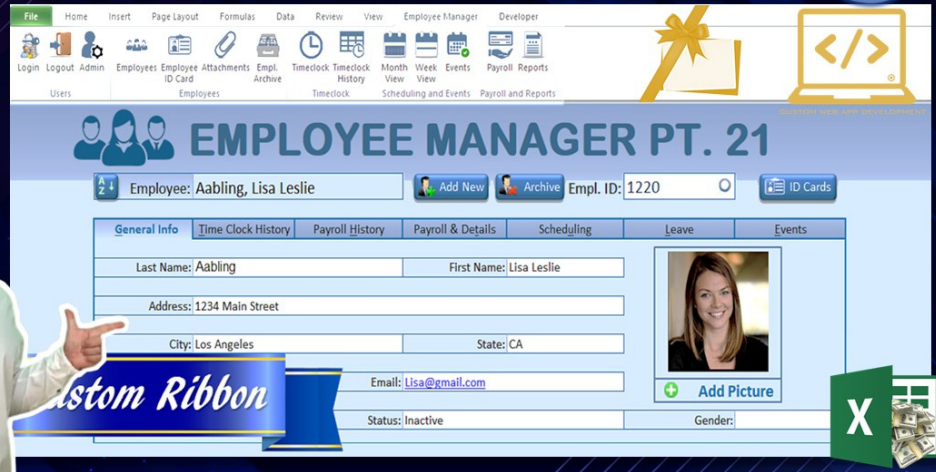 File Home Insert Page Layout Formulas Data Review View Employee Manager Developer
Login Logout Admin Employees Employee ID Card Attachments Empl. Archive Timeclock Timeclock History Month View Week View Events Payroll Reports
Users Employees Timeclock Scheduling and Events Payroll and Reports
</>
CUSTOM WEB APP DEVELOPMENT
EMPLOYEE MANAGER PT. 21
A Z Employee: Aabling, Lisa Leslie Add New Archive Empl. ID: 1220 ID Cards
General Info Time Clock History Payroll History Payroll & Details Scheduling Leave Events
Last Name: Aabling First Name: Lisa Leslie
Address: 1234 Main Street
City: Los Angeles State: CA
Email: Lisa@gmail.com
Add Picture
stom Ribbon
Status: Inactive Gender:
X